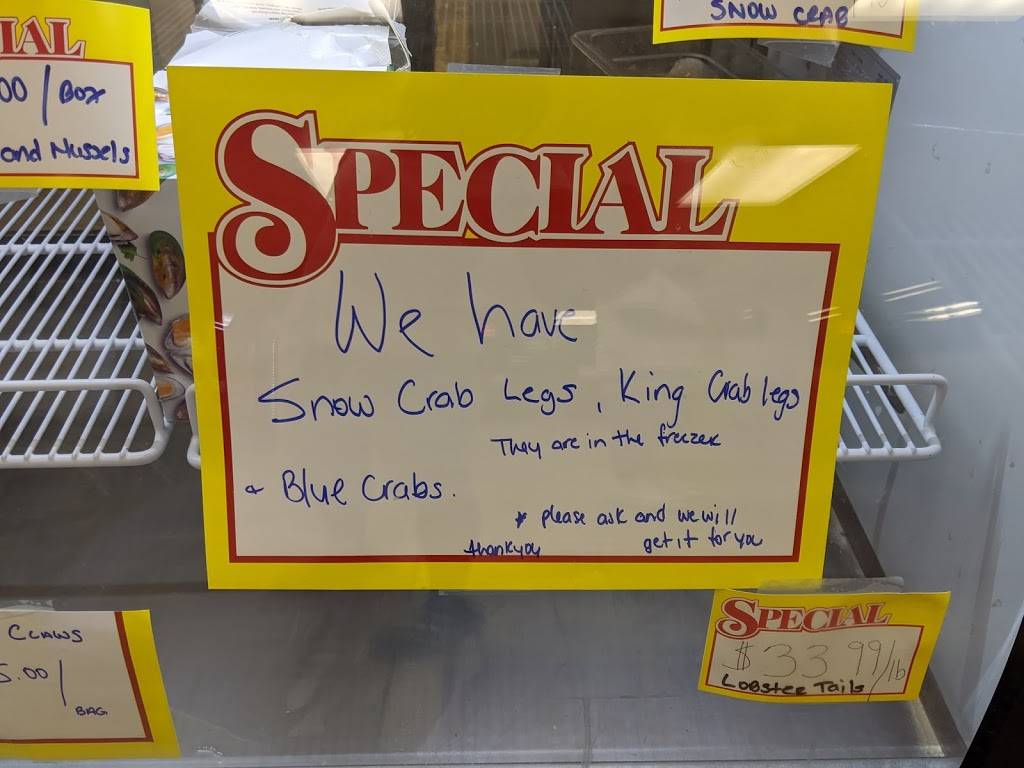 SNOW CRAB
IAL
00 / BOX
and Mussels
SPECIAL
We have
Snow Crab Legs, King Crab legs
They are in the freezer
& Blue Crabs.
* please ask and we will
get it for you
thankyou
CLAWS
5.00/
BAG
SPECIAL
$33.99/lb
Lobster Tails